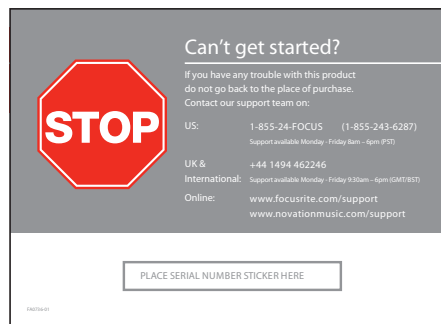 STOP
Can't get started?
If you have any trouble with this product
do not go back to the place of purchase.
Contact our support team on:
US: 1-855-24-FOCUS (1-855-243-6287)
Support available Monday - Friday 8am – 6pm (PST)
UK & +44 1494 462246
International: Support available Monday - Friday 9:30am – 6pm (GMT/BST)
Online: www.focusrite.com/support
www.novationmusic.com/support
PLACE SERIAL NUMBER STICKER HERE